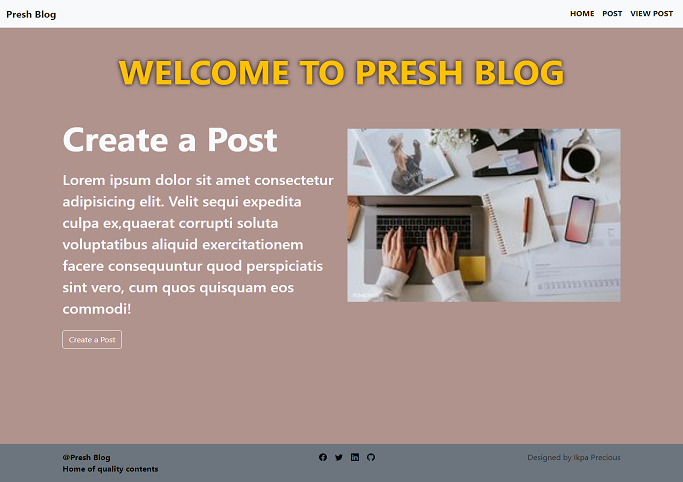 Presh Blog
HOME POST VIEW POST
WELCOME TO PRESH BLOG
Create a Post
Lorem ipsum dolor sit amet consectetur
adipisicing elit. Velit sequi expedita
culpa ex,quaerat corrupti soluta
voluptatibus aliquid exercitationem
facere consequuntur quod perspiciatis
sint vero, cum quos quisquam eos
commodi!
Create a Post
@Presh Blog
Home of quality contents
Designed by Ikpa Precious